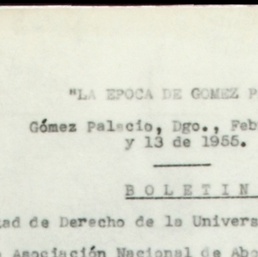 "LA EPOCA DE GOMEZ P
Gómez Palacio, Dgo., Feb
y 13 de 1955.
BOLETIN
tad de Derecho de la Univers
Asociación Nacional de Abo